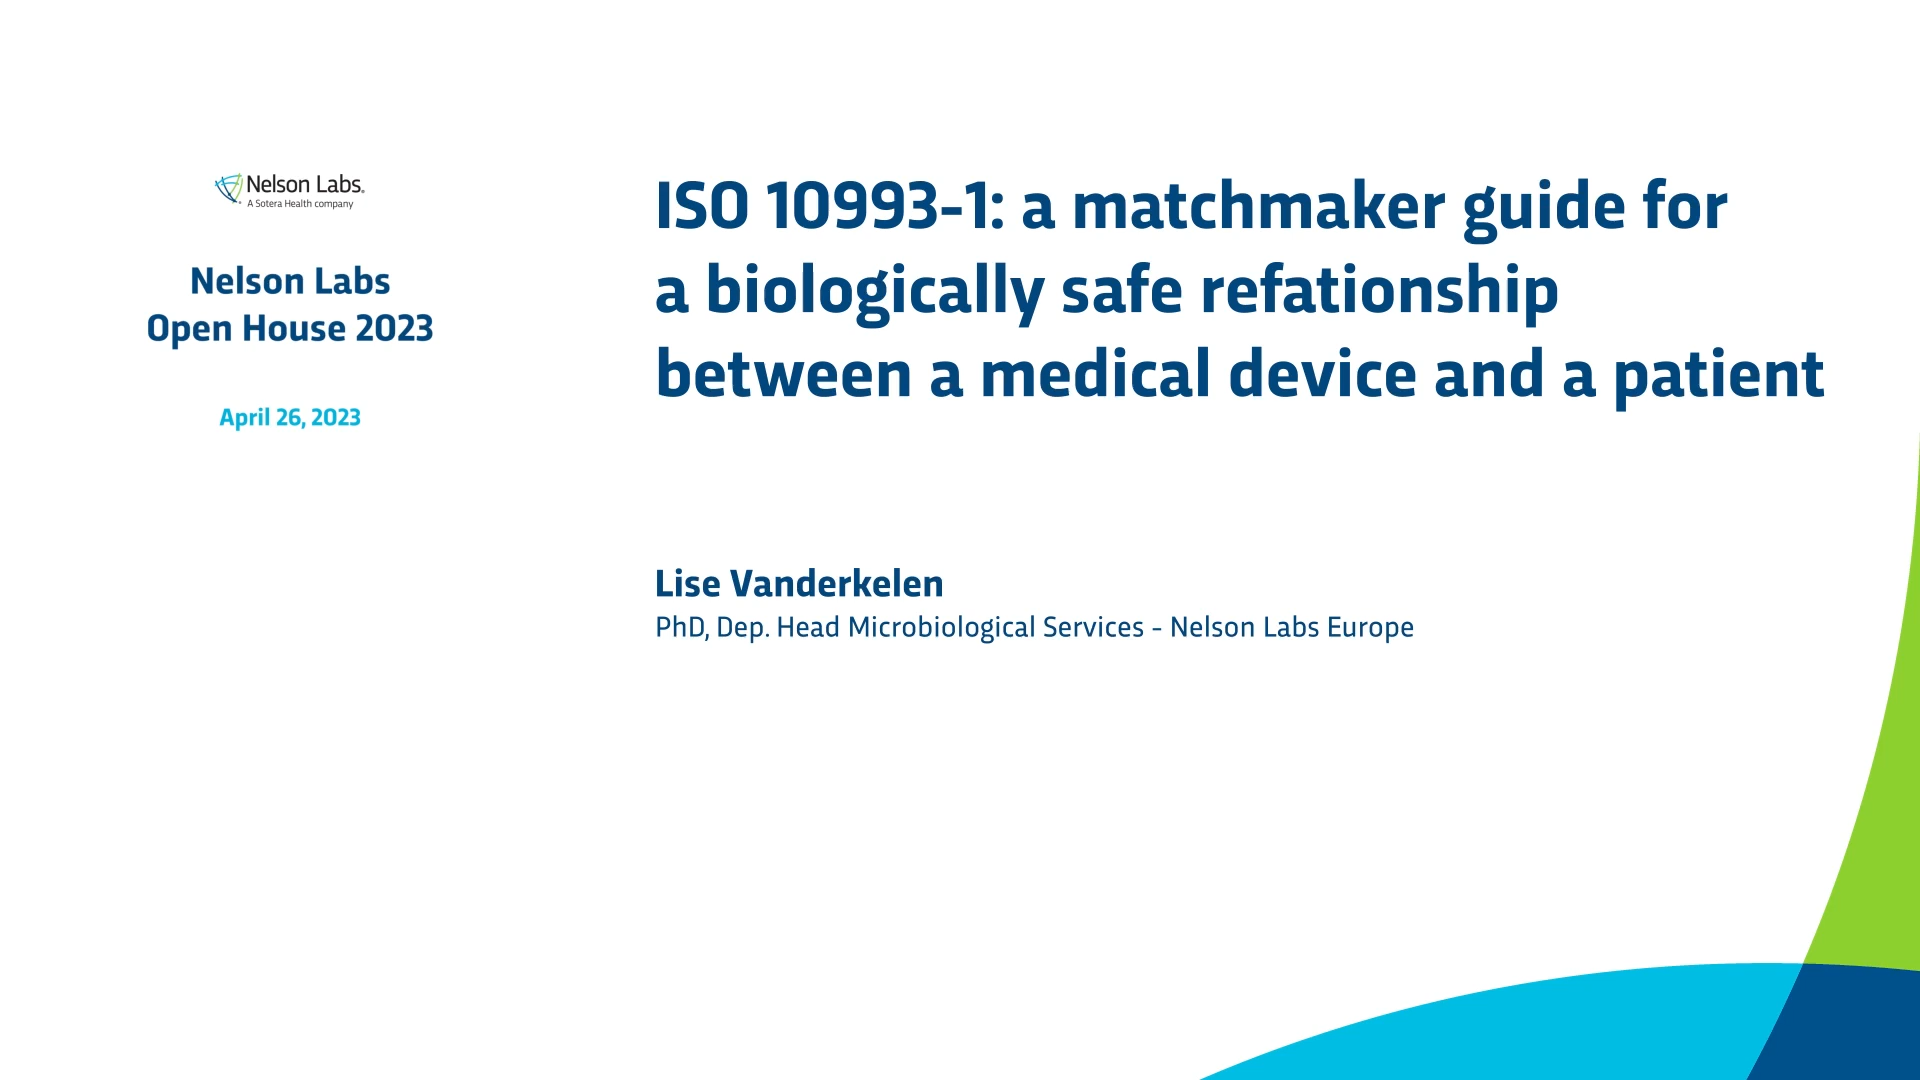 Nelson Labs®
A Sotera Health company
Nelson Labs
Open House 2023
April 26, 2023
ISO 10993-1: a matchmaker guide for
a biologically safe refationship
between a medical device and a patient
Lise Vanderkelen
PhD, Dep. Head Microbiological Services - Nelson Labs Europe